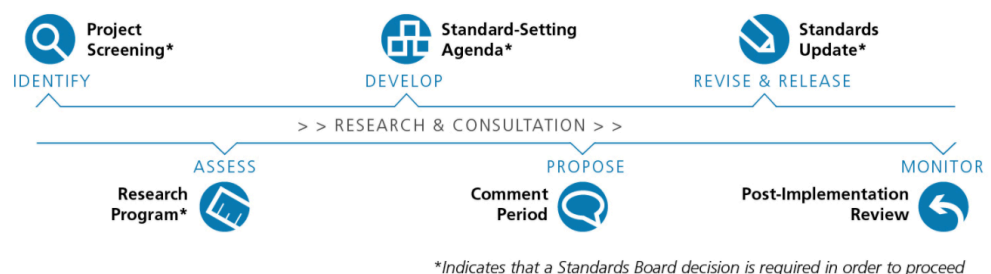 Project
Screening*
IDENTIFY
Standard-Setting
Agenda*
DEVELOP
Standards
Update*
REVISE & RELEASE
> > RESEARCH & CONSULTATION > >
ASSESS
Research
Program*
PROPOSE
Comment
Period
MONITOR
Post-Implementation
Review
*Indicates that a Standards Board decision is required in order to proceed